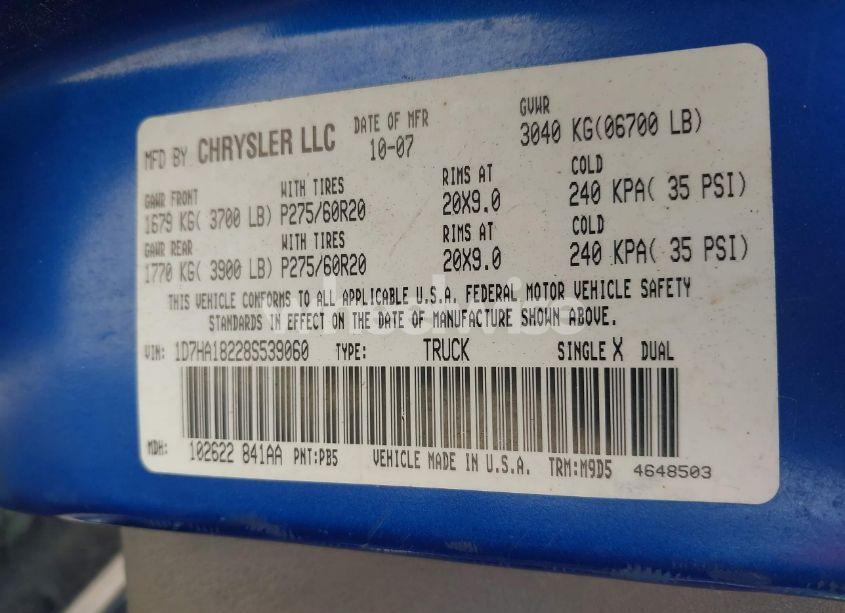 MFD BY CHRYSLER LLC DATE OF MFR 10-07 GVWR 3040 KG(06700 LB)
GAWR FRONT WITH TIRES RIMS AT COLD
1679 KG( 3700 LB) P275/60R20 20X9.0 240 KPA( 35 PSI)
GAWR REAR WITH TIRES RIMS AT COLD
1770 KG( 3900 LB) P275/60R20 20X9.0 240 KPA( 35 PSI)
THIS VEHICLE CONFORMS TO ALL APPLICABLE U.S.A. FEDERAL MOTOR VEHICLE SAFETY
STANDARDS IN EFFECT ON THE DATE OF MANUFACTURE SHOWN ABOVE.
VIN: 1D7HA18228S539060 TYPE: TRUCK SINGLE X DUAL
MDH: 102622 841AA PNT:PB5 VEHICLE MADE IN U.S.A. TRM:M9D5 4648503